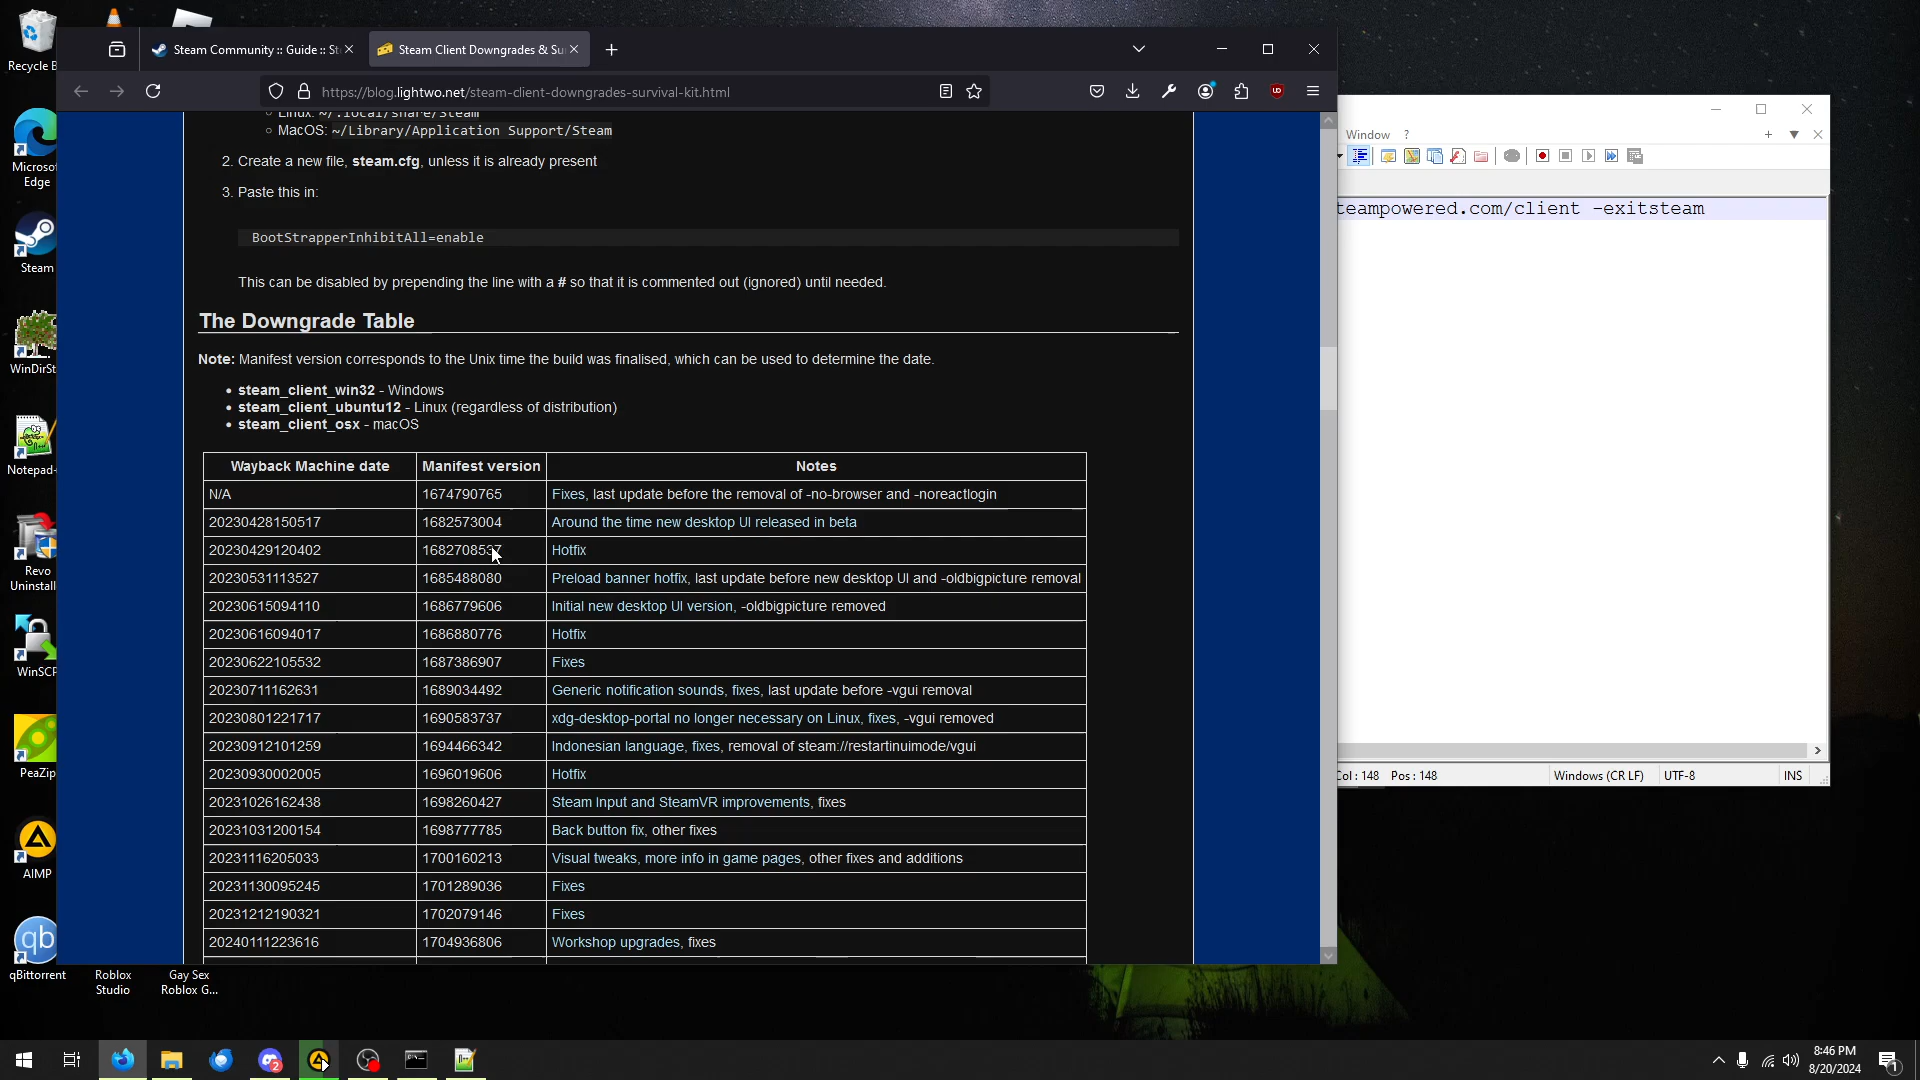 Recycle B
Microso
Edge
Steam
WinDirSt
Notepad+
Revo
Uninstall
WinSCP
PeaZip
AIMP
qBittorrent
Roblox
Studio
Gay Sex
Roblox G...
Steam Community :: Guide :: St
Steam Client Downgrades & Su
https://blog.lightwo.net/steam-client-downgrades-survival-kit.html
Linux: ~/.local/share/Steam
MacOS: ~/Library/Application Support/Steam
2. Create a new file, steam.cfg, unless it is already present
3. Paste this in:
BootStrapperInhibitAll=enable
This can be disabled by prepending the line with a # so that it is commented out (ignored) until needed.
The Downgrade Table
Note: Manifest version corresponds to the Unix time the build was finalised, which can be used to determine the date.
• steam_client_win32 - Windows
• steam_client_ubuntu12 - Linux (regardless of distribution)
• steam_client_osx - macOS
Wayback Machine date Manifest version Notes
N/A 1674790765 Fixes, last update before the removal of -no-browser and -noreactlogin
20230428150517 1682573004 Around the time new desktop UI released in beta
20230429120402 1682708537 Hotfix
20230531113527 1685488080 Preload banner hotfix, last update before new desktop UI and -oldbigpicture removal
20230615094110 1686779606 Initial new desktop UI version, -oldbigpicture removed
20230616094017 1686880776 Hotfix
20230622105532 1687386907 Fixes
20230711162631 1689034492 Generic notification sounds, fixes, last update before -vgui removal
20230801221717 1690583737 xdg-desktop-portal no longer necessary on Linux, fixes, -vgui removed
20230912101259 1694466342 Indonesian language, fixes, removal of steam://restartinuimode/vgui
20230930002005 1696019606 Hotfix
20231026162438 1698260427 Steam Input and SteamVR improvements, fixes
20231031200154 1698777785 Back button fix, other fixes
20231116205033 1700160213 Visual tweaks, more info in game pages, other fixes and additions
20231130095245 1701289036 Fixes
20231212190321 1702079146 Fixes
20240111223616 1704936806 Workshop upgrades, fixes
Window ?
teampowered.com/client -exitsteam
Col : 148 Pos : 148 Windows (CR LF) UTF-8 INS
8:46 PM
8/20/2024